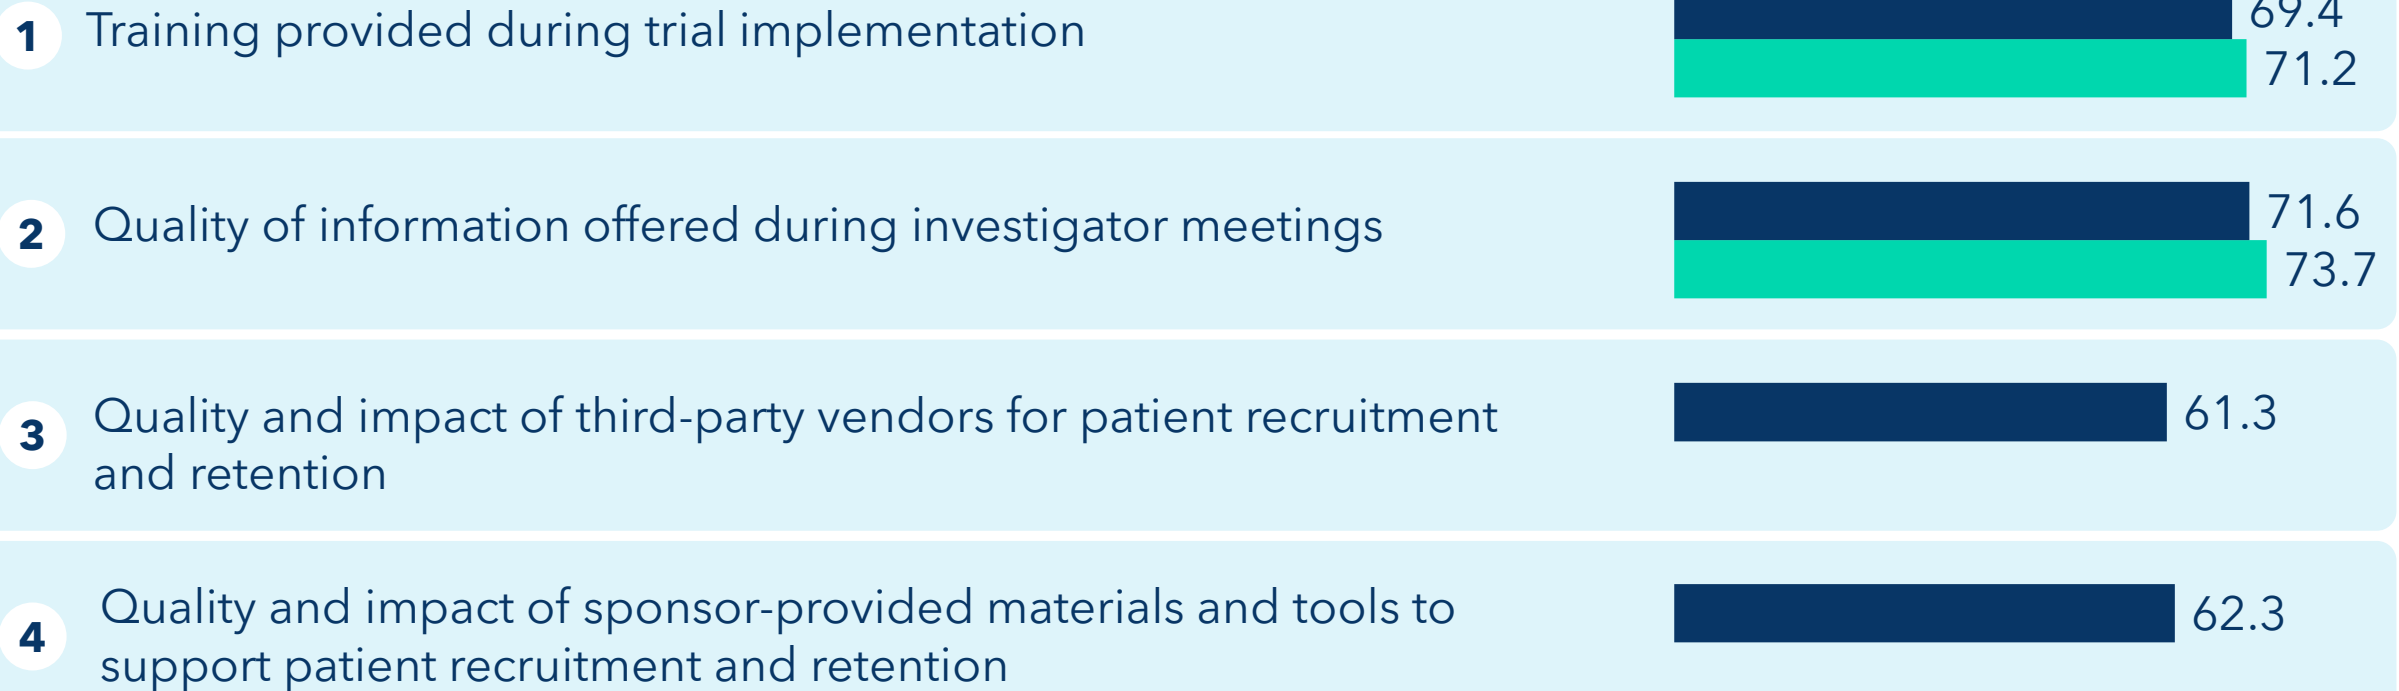 1 Training provided during trial implementation 69.4
71.2
2 Quality of information offered during investigator meetings 71.6
73.7
3 Quality and impact of third-party vendors for patient recruitment 61.3
and retention
4 Quality and impact of sponsor-provided materials and tools to 62.3
support patient recruitment and retention